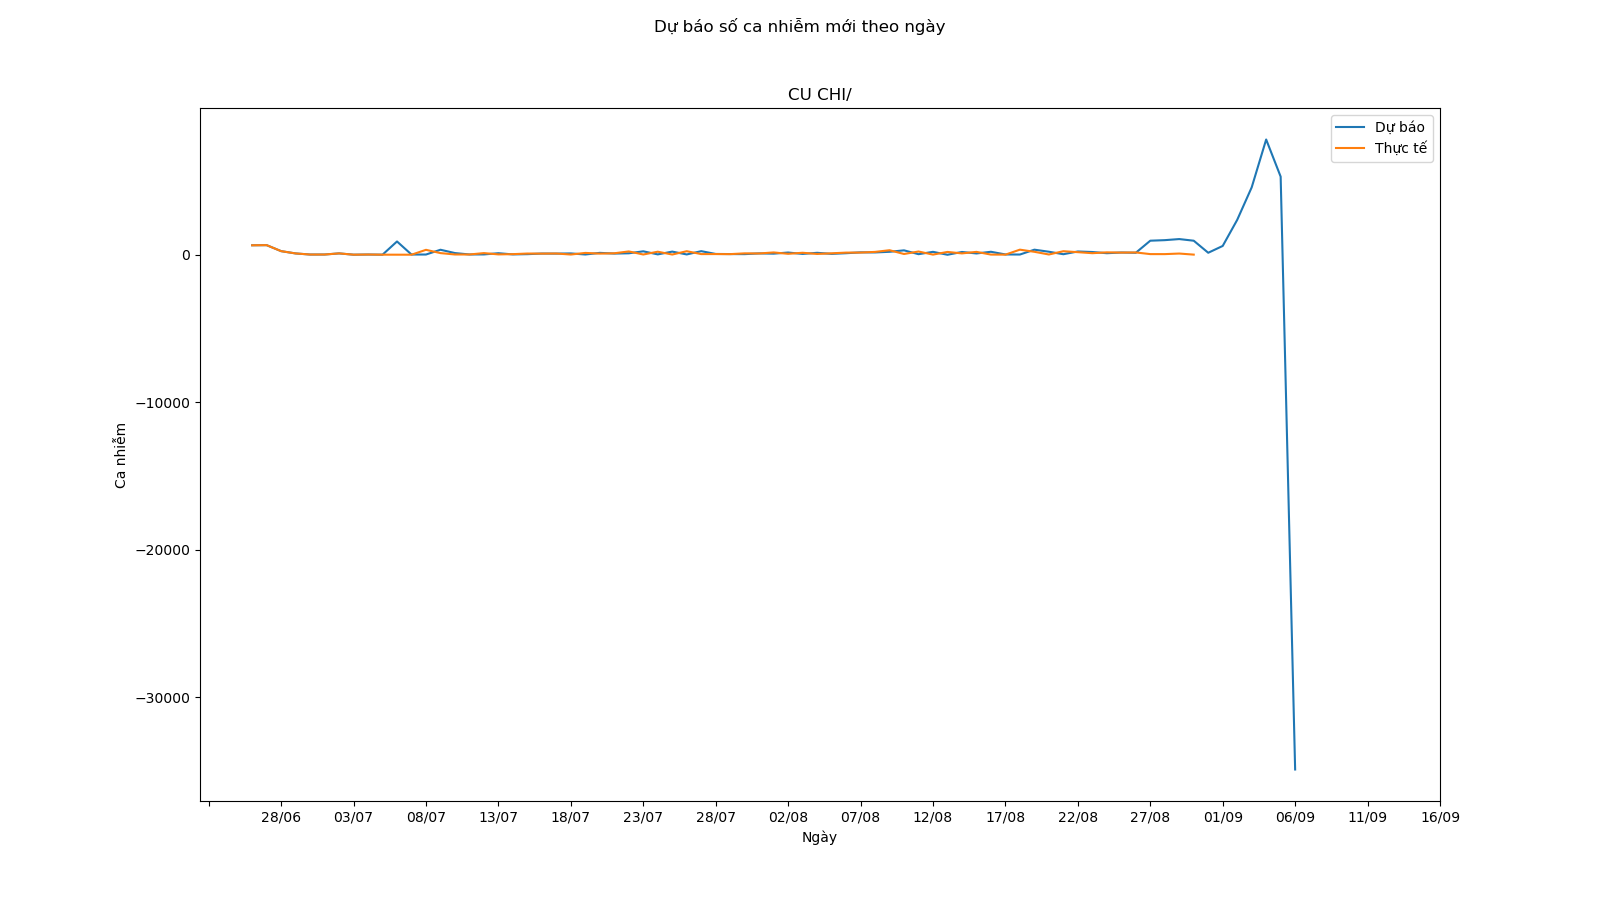 Dự báo số ca nhiễm mới theo ngày
CU CHI/
Dự báo
Thực tế
0
−10000
−20000
−30000
Ca nhiễm
28/06 03/07 08/07 13/07 18/07 23/07 28/07 02/08 07/08 12/08 17/08 22/08 27/08 01/09 06/09 11/09 16/09
Ngày